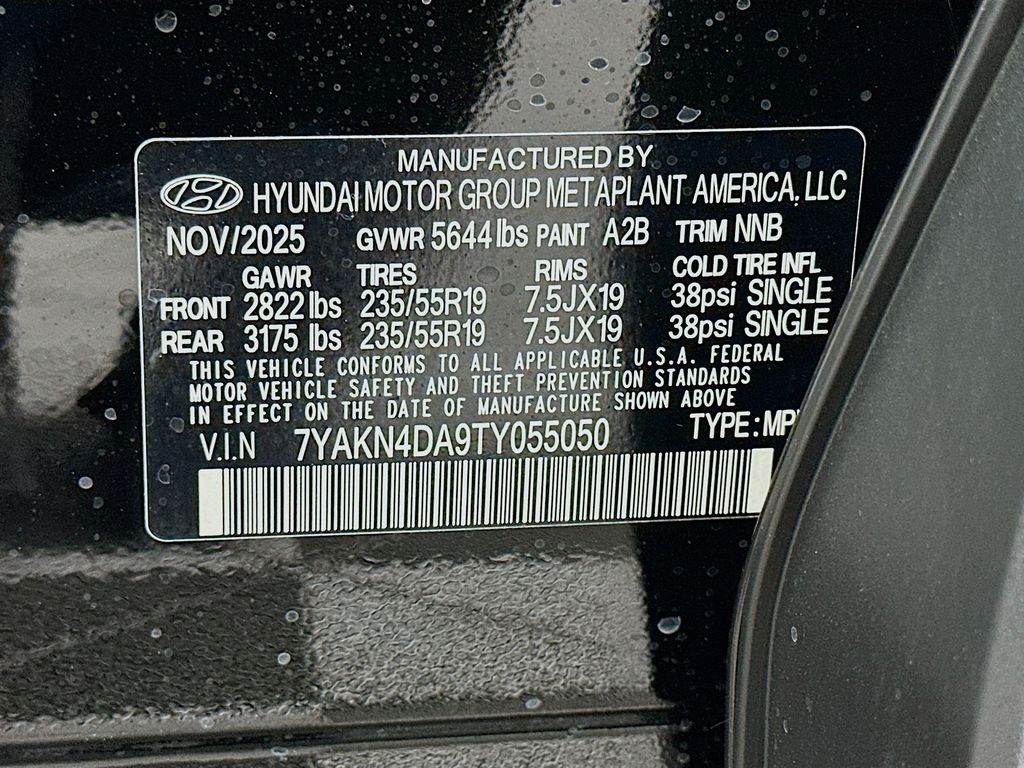 MANUFACTURED BY
HYUNDAI MOTOR GROUP METAPLANT AMERICA, LLC
NOV/2025 GVWR 5644 lbs PAINT A2B TRIM NNB
GAWR TIRES RIMS COLD TIRE INFL
FRONT 2822 lbs 235/55R19 7.5JX19 38psi SINGLE
REAR 3175 lbs 235/55R19 7.5JX19 38psi SINGLE
THIS VEHICLE CONFORMS TO ALL APPLICABLE U.S.A. FEDERAL
MOTOR VEHICLE SAFETY AND THEFT PREVENTION STANDARDS
IN EFFECT ON THE DATE OF MANUFACTURE SHOWN ABOVE
V.I.N 7YAKN4DA9TY055050 TYPE: